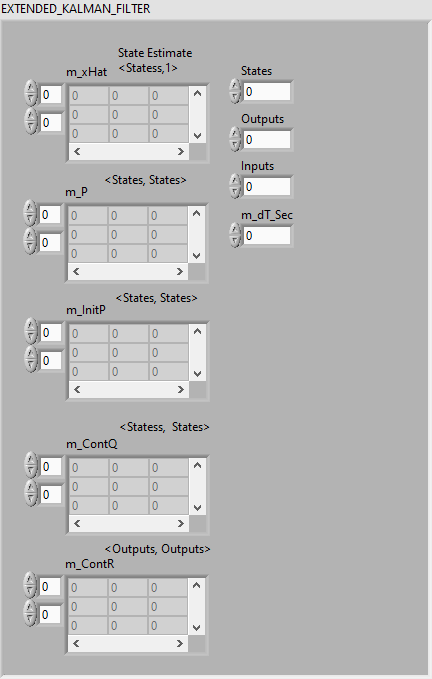 EXTENDED_KALMAN_FILTER
State Estimate
<Statess,1>
m_xHat
0
0
0 0 0
0 0 0
0 0 0
States
0
Outputs
0
Inputs
0
m_dT_Sec
0
<States, States>
m_P
0
0
0 0 0
0 0 0
0 0 0
<States, States>
m_InitP
0
0
0 0 0
0 0 0
0 0 0
<Statess, States>
m_ContQ
0
0
0 0 0
0 0 0
0 0 0
<Outputs, Outputs>
m_ContR
0
0
0 0 0
0 0 0
0 0 0